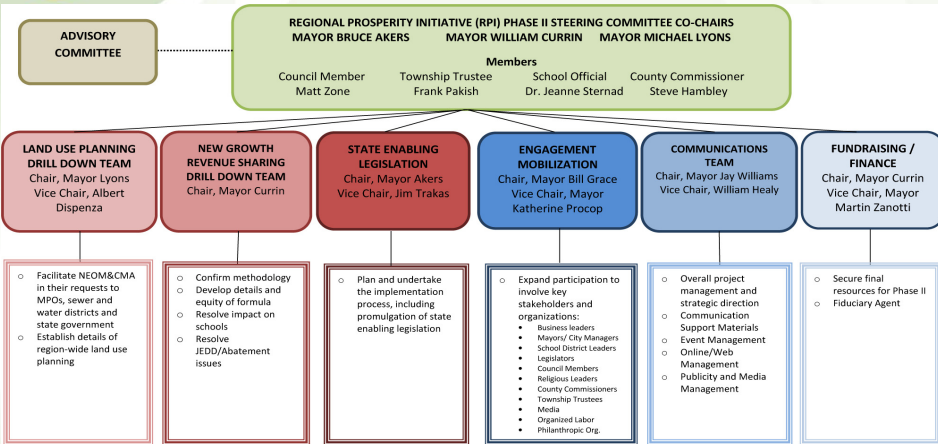 ADVISORY
COMMITTEE
REGIONAL PROSPERITY INITIATIVE (RPI) PHASE II STEERING COMMITTEE CO-CHAIRS
MAYOR BRUCE AKERS MAYOR WILLIAM CURRIN MAYOR MICHAEL LYONS
Members
Council Member Township Trustee School Official County Commissioner
Matt Zone Frank Pakish Dr. Jeanne Sternad Steve Hambley
LAND USE PLANNING
DRILL DOWN TEAM
Chair, Mayor Lyons
Vice Chair, Albert
Dispenza
NEW GROWTH
REVENUE SHARING
DRILL DOWN TEAM
Chair, Mayor Currin
STATE ENABLING
LEGISLATION
Chair, Mayor Akers
Vice Chair, Jim Trakas
ENGAGEMENT
MOBILIZATION
Chair, Mayor Bill Grace
Vice Chair, Mayor
Katherine Procop
COMMUNICATIONS
TEAM
Chair, Mayor Jay Williams
Vice Chair, William Healy
FUNDRAISING /
FINANCE
Chair, Mayor Currin
Vice Chair, Mayor
Martin Zanotti
o Facilitate NEOM&CMA
in their requests to
MPOs, sewer and
water districts and
state government
o Establish details of
region-wide land use
planning
o Confirm methodology
o Develop details and
equity of formula
o Resolve impact on
schools
o Resolve
JEDD/Abatement
issues
o Plan and undertake
the implementation
process, including
promulgation of state
enabling legislation
o Expand participation to
involve key
stakeholders and
organizations:
• Business leaders
• Mayors/ City Managers
• School District Leaders
• Legislators
• Council Members
• Religious Leaders
• County Commissioners
• Township Trustees
• Media
• Organized Labor
• Philanthropic Org.
o Overall project
management and
strategic direction
o Communication
Support Materials
o Event Management
o Online/Web
Management
o Publicity and Media
Management
o Secure final
resources for Phase II
o Fiduciary Agent